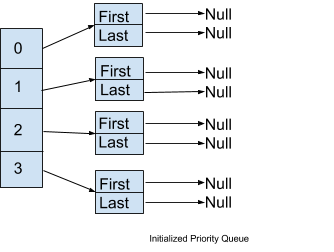 0
First Null
Last Null
1
First Null
Last Null
2
First Null
Last Null
3
First Null
Last Null
Initialized Priority Queue